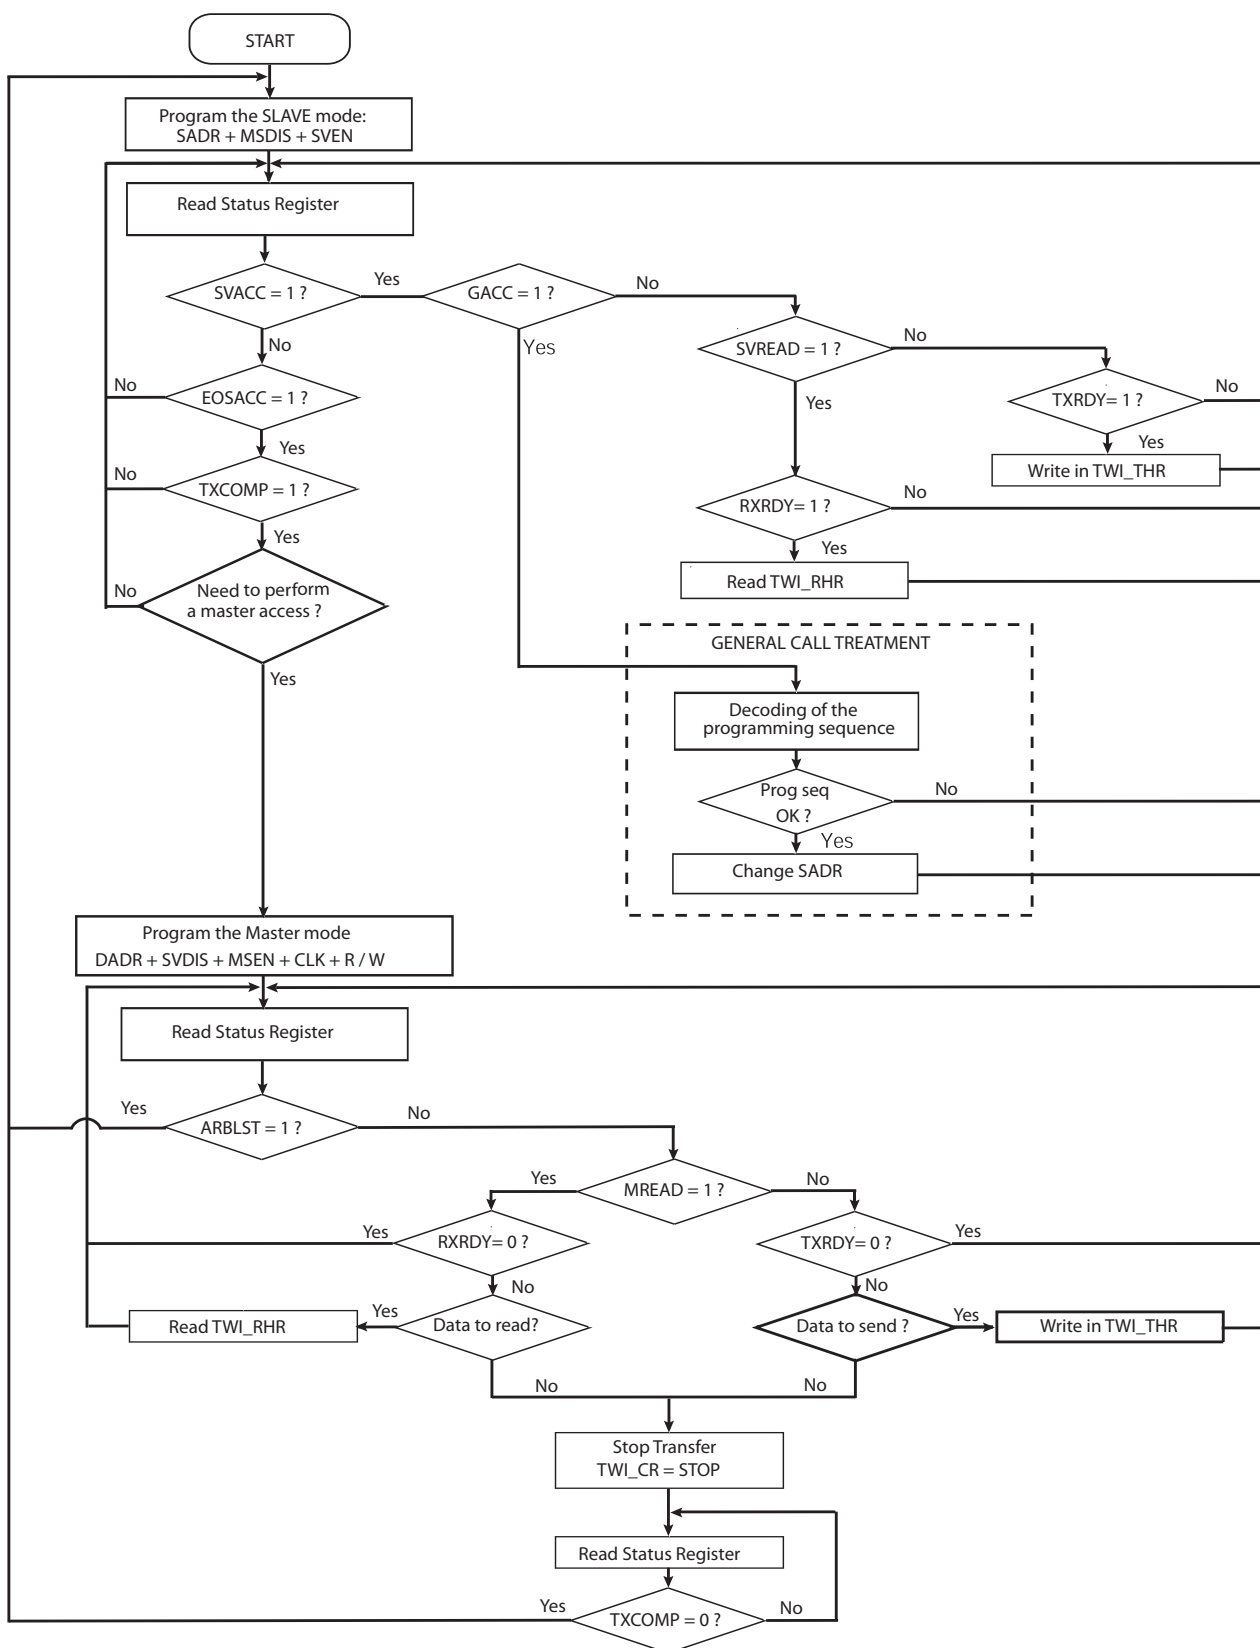 START
Program the SLAVE mode:
SADR + MSDIS + SVEN
Read Status Register
SVACC = 1 ?
Yes
GACC = 1 ?
No
No
Yes
SVREAD = 1 ?
No
EOSACC = 1 ?
No
Yes
Yes
TXRDY= 1 ?
No
Yes
Write in TWI_THR
TXCOMP = 1 ?
No
Yes
RXRDY= 1 ?
No
Yes
Read TWI_RHR
Need to perform
a master access ?
No
Yes
GENERAL CALL TREATMENT
Decoding of the
programming sequence
Prog seq
OK ?
No
Yes
Change SADR
Program the Master mode
DADR + SVDIS + MSEN + CLK + R / W
Read Status Register
Yes
ARBLST = 1 ?
No
Yes
MREAD = 1 ?
No
Yes
RXRDY= 0 ?
TXRDY= 0 ?
Yes
No
No
Read TWI_RHR
Yes
Data to read?
Data to send ?
Yes
Write in TWI_THR
No
No
Stop Transfer
TWI_CR = STOP
Read Status Register
Yes
TXCOMP = 0 ?
No